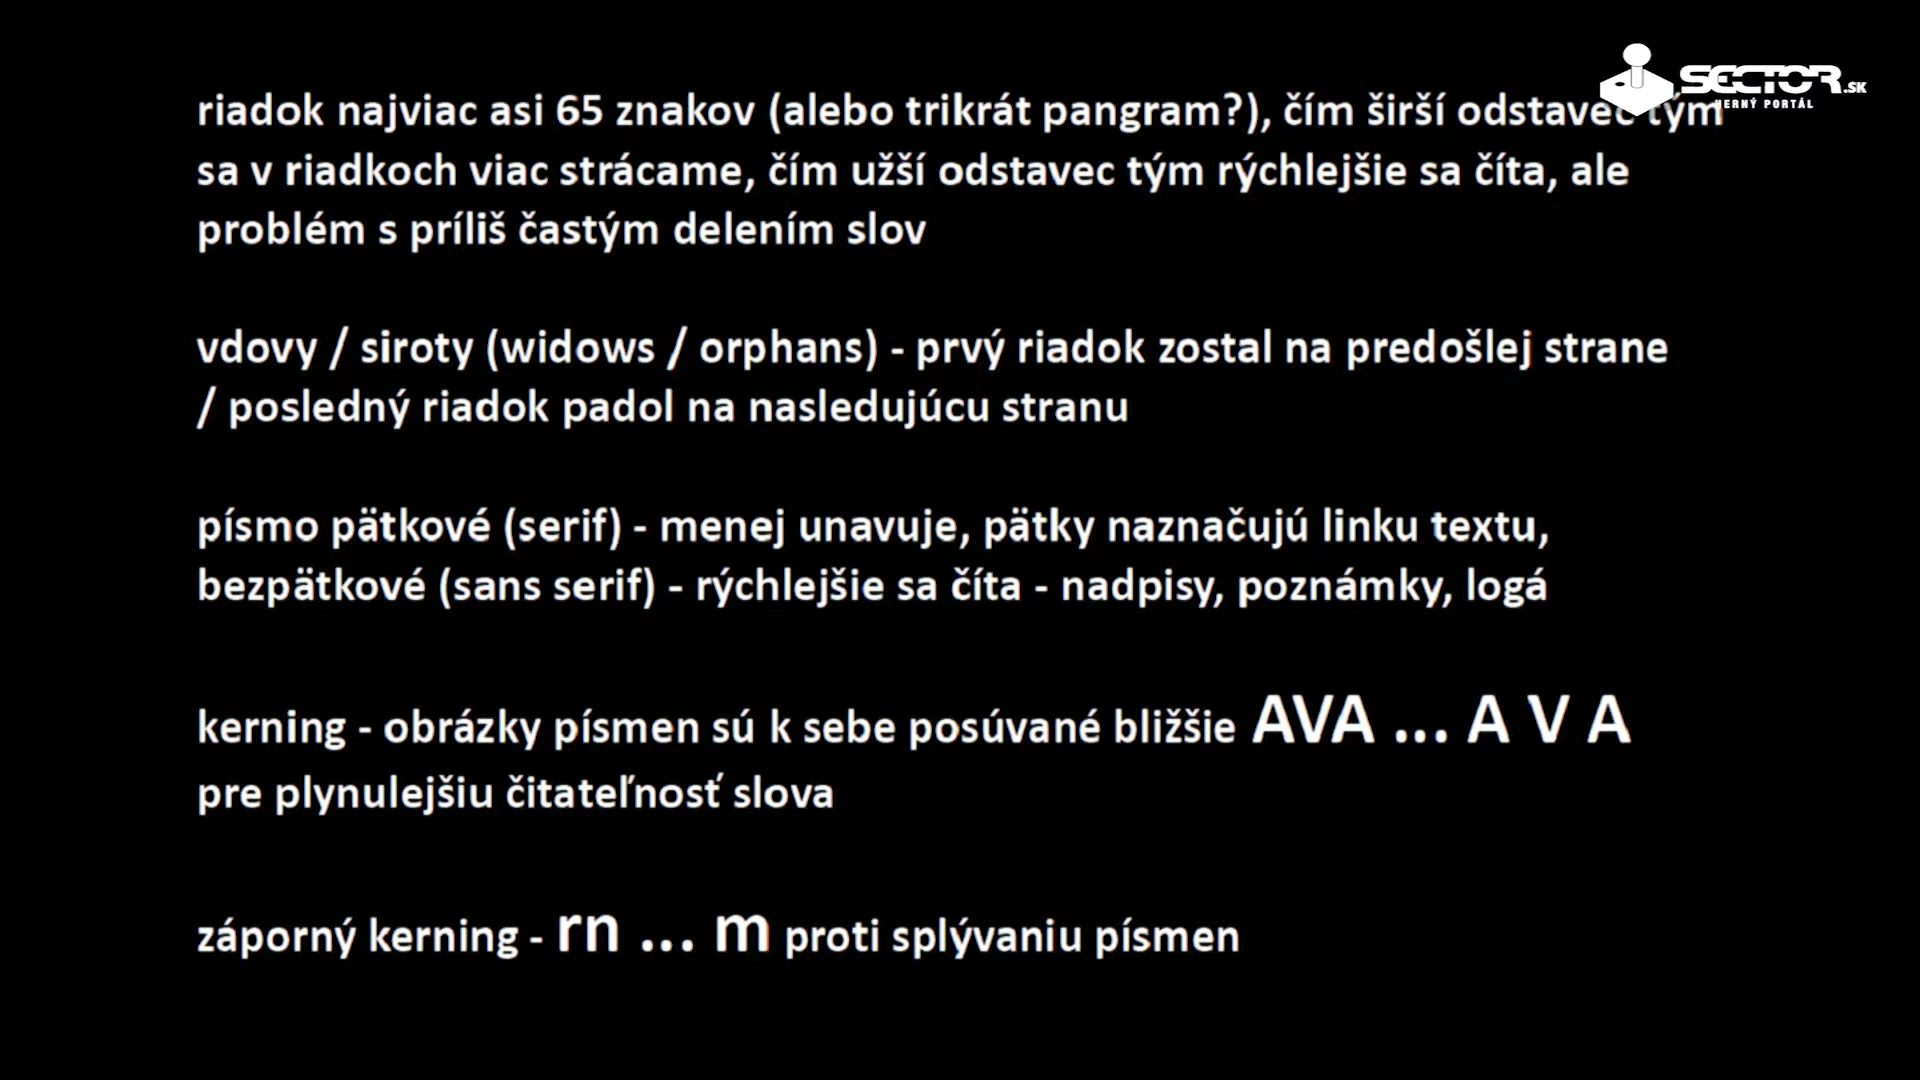 riadok najviac asi 65 znakov (alebo trikrát pangram?), čím širší odstavec tým
sa v riadkoch viac strácame, čím užší odstavec tým rýchlejšie sa číta, ale
problém s príliš častým delením slov
vdovy / siroty (widows / orphans) - prvý riadok zostal na predošlej strane
/ posledný riadok padol na nasledujúcu stranu
písmo pätkové (serif) - menej unavuje, pätky naznačujú linku textu,
bezpätkové (sans serif) - rýchlejšie sa číta - nadpisy, poznámky, logá
kerning - obrázky písmen sú k sebe posúvané bližšie AVA ... A V A
pre plynulejšiu čitateľnosť slova
záporný kerning - rn ... m proti splývaniu písmen
SECTOR.SK
HERNÝ PORTÁL